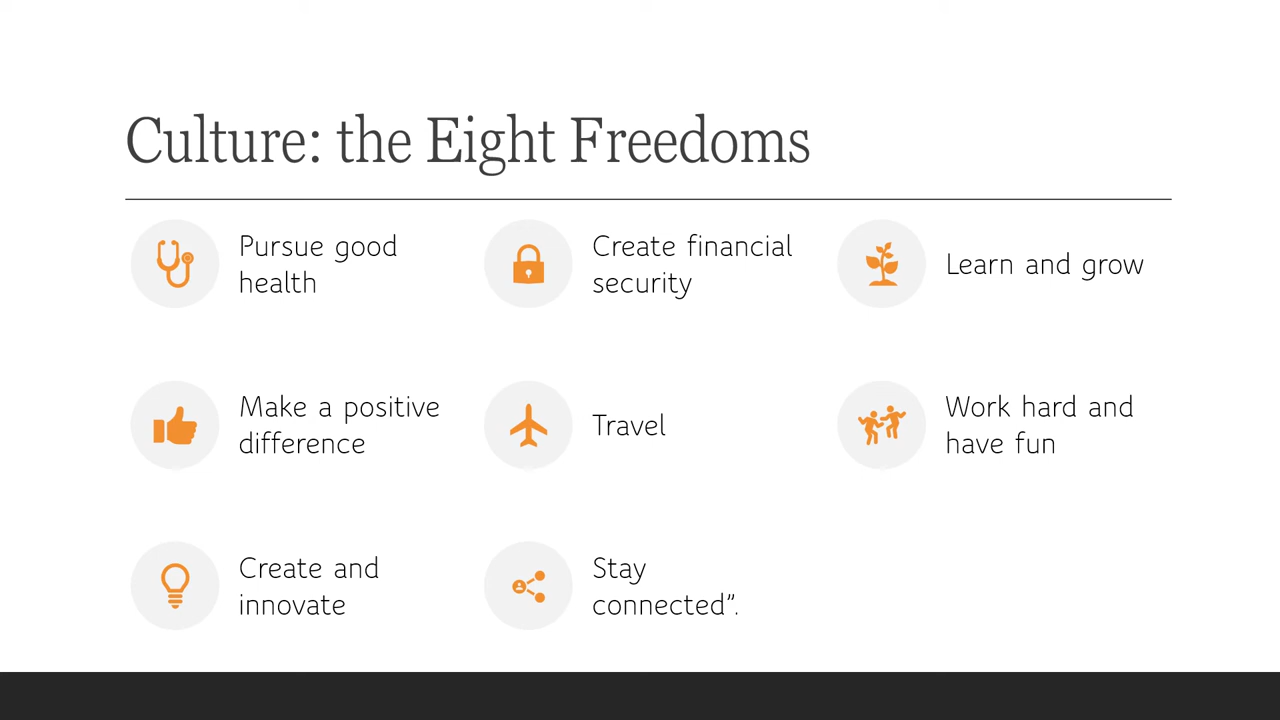 Culture: the Eight Freedoms
Pursue good
health
Create financial
security
Learn and grow
Make a positive
difference
Travel
Work hard and
have fun
Create and
innovate
Stay
connected”.